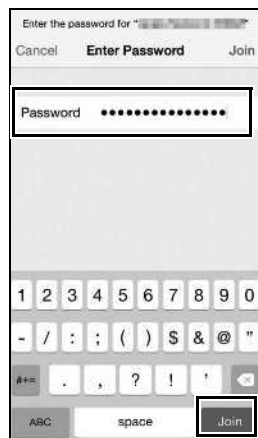 Enter the password for "
Cancel Enter Password Join
Password ••••••••••••••••
1 2 3 4 5 6 7 8 9 0
- / : ; ( ) $ & @ "
#+= . , ? ! '
ABC space Join